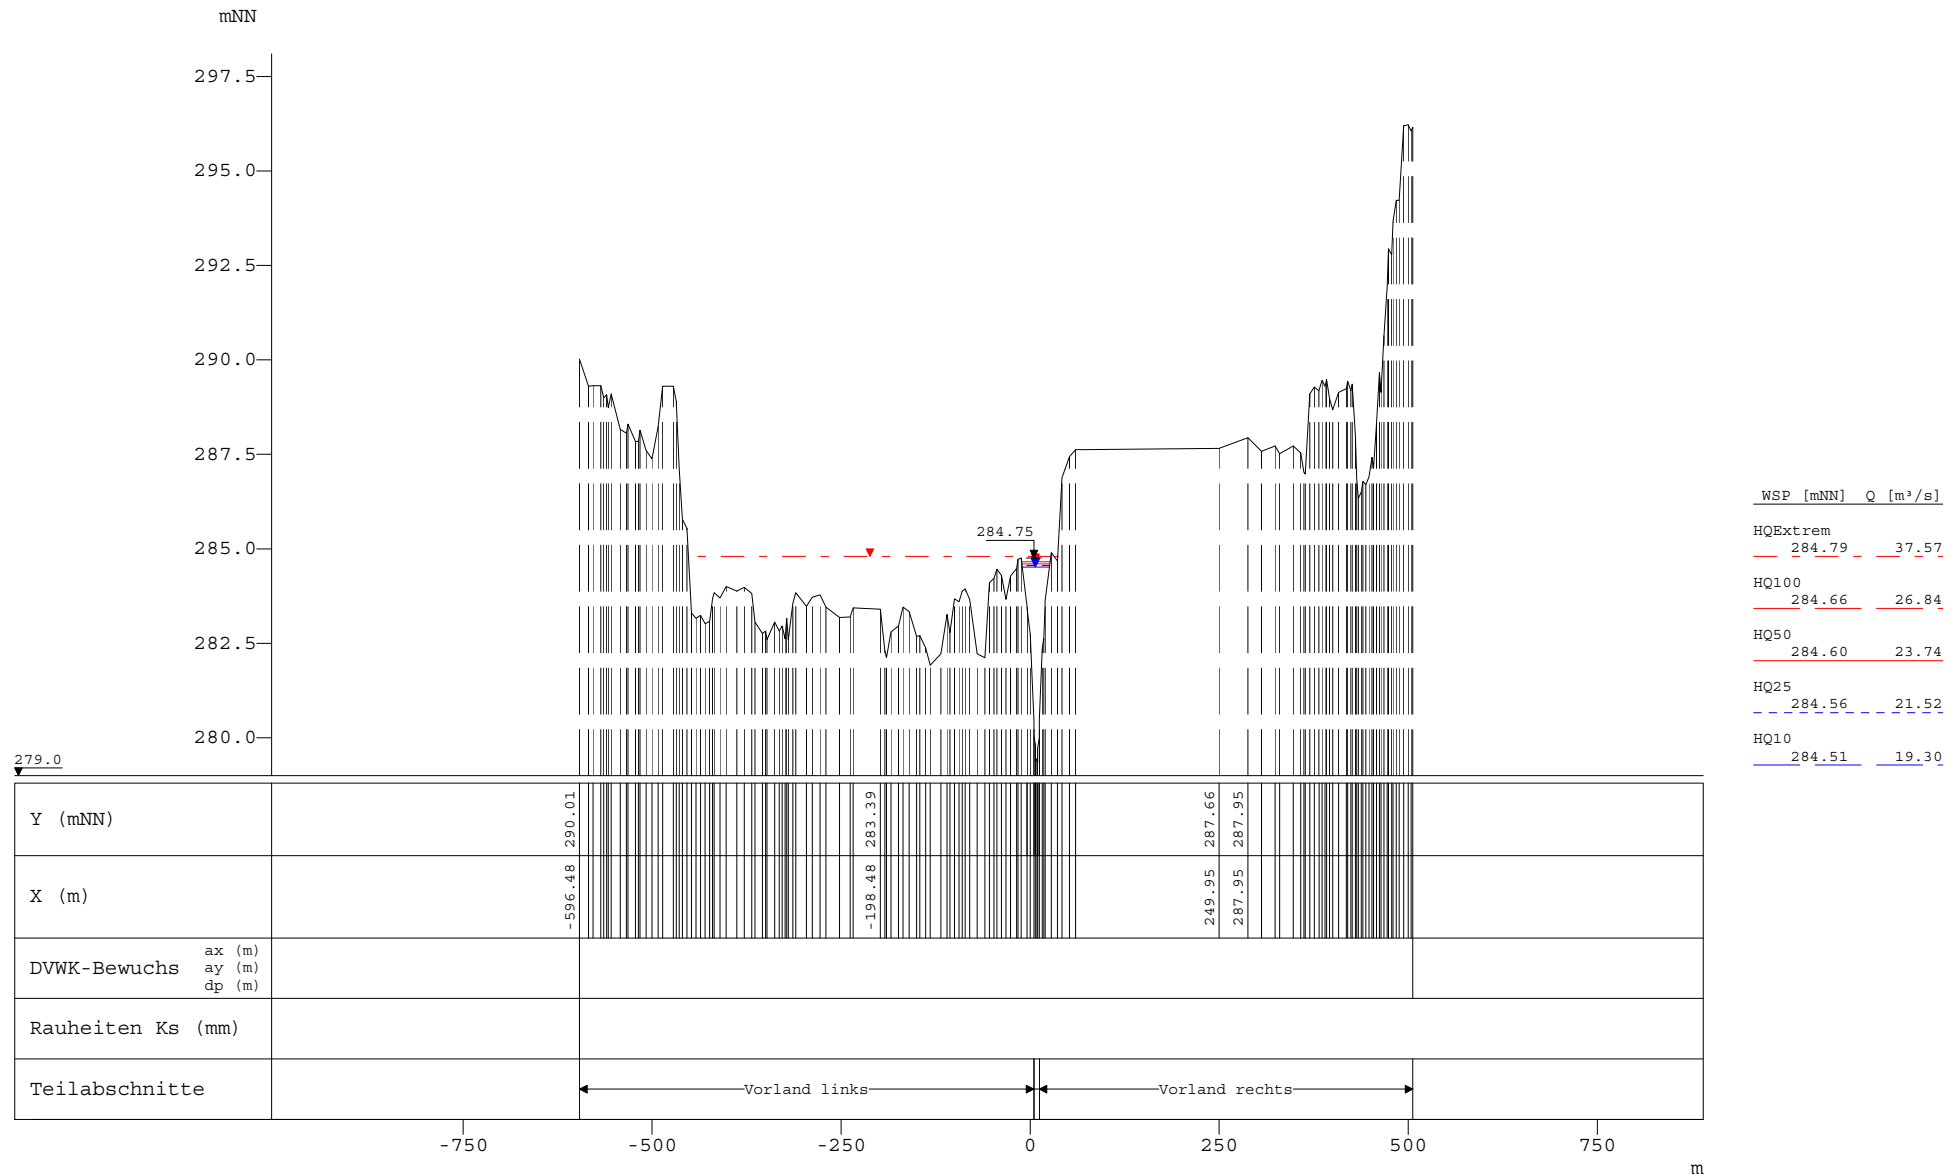 mNN
297.5
295.0
292.5
290.0
287.5
285.0
282.5
280.0
284.75
279.0
WSP [mNN] Q [m³/s]
HQExtrem
284.79 37.57
HQ100
284.66 26.84
HQ50
284.60 23.74
HQ25
284.56 21.52
HQ10
284.51 19.30
Y (mNN)
290.01
283.39
287.66
287.95
X (m)
-596.48
-198.48
249.95
287.95
DVWK-Bewuchs
ax (m)
ay (m)
dp (m)
Rauheiten Ks (mm)
Teilabschnitte
Vorland links
Vorland rechts
-750 -500 -250 0 250 500 750
m